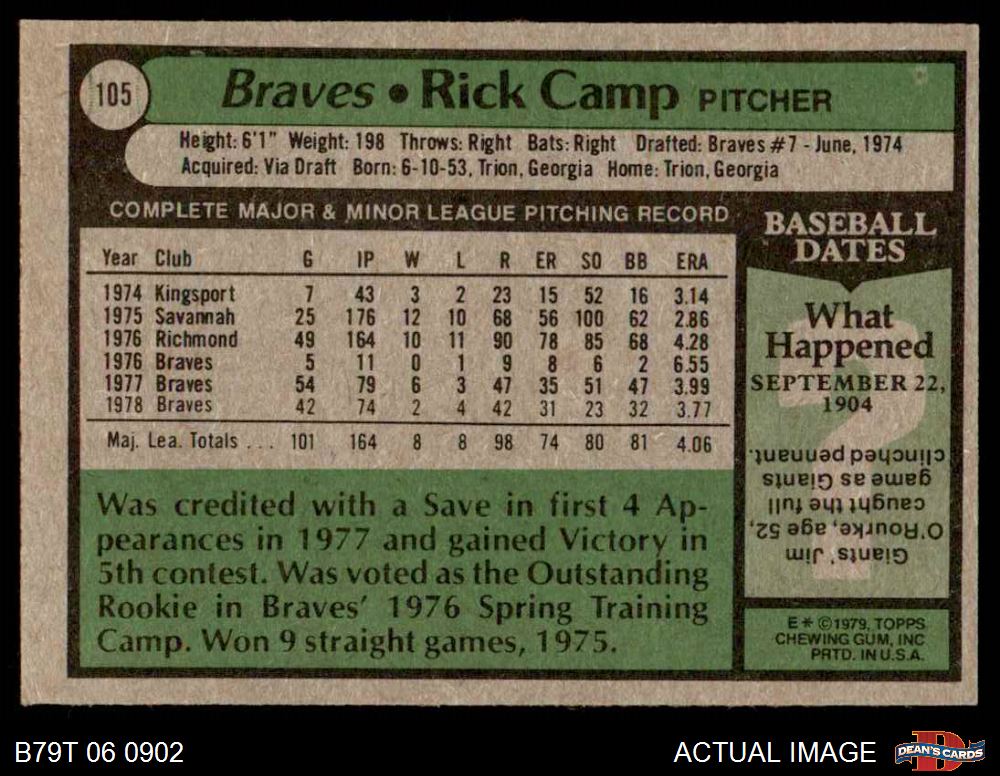 105
Braves • Rick Camp PITCHER
Height: 6'1" Weight: 198 Throws: Right Bats: Right Drafted: Braves #7 - June, 1974
Acquired: Via Draft Born: 6-10-53, Trion, Georgia Home: Trion, Georgia
COMPLETE MAJOR & MINOR LEAGUE PITCHING RECORD
Year Club G IP W L R ER SO BB ERA
1974 Kingsport 7 43 3 2 23 15 52 16 3.14
1975 Savannah 25 176 12 10 68 56 100 62 2.86
1976 Richmond 49 164 10 11 90 78 85 68 4.28
1976 Braves 5 11 0 1 9 8 6 2 6.55
1977 Braves 54 79 6 3 47 35 51 47 3.99
1978 Braves 42 74 2 4 42 31 23 32 3.77
Maj. Lea. Totals ... 101 164 8 8 98 74 80 81 4.06
Was credited with a Save in first 4 Ap-
pearances in 1977 and gained Victory in
5th contest. Was voted as the Outstanding
Rookie in Braves' 1976 Spring Training
Camp. Won 9 straight games, 1975.
BASEBALL
DATES
What
Happened
SEPTEMBER 22,
1904
Giants' Jim
O'Rourke, age 52,
caught the full
game as Giants
clinched pennant.
E * © 1979, TOPPS
CHEWING GUM, INC
PRTD. IN U.S.A.
B79T 06 0902
ACTUAL IMAGE
DEAN'S CARDS